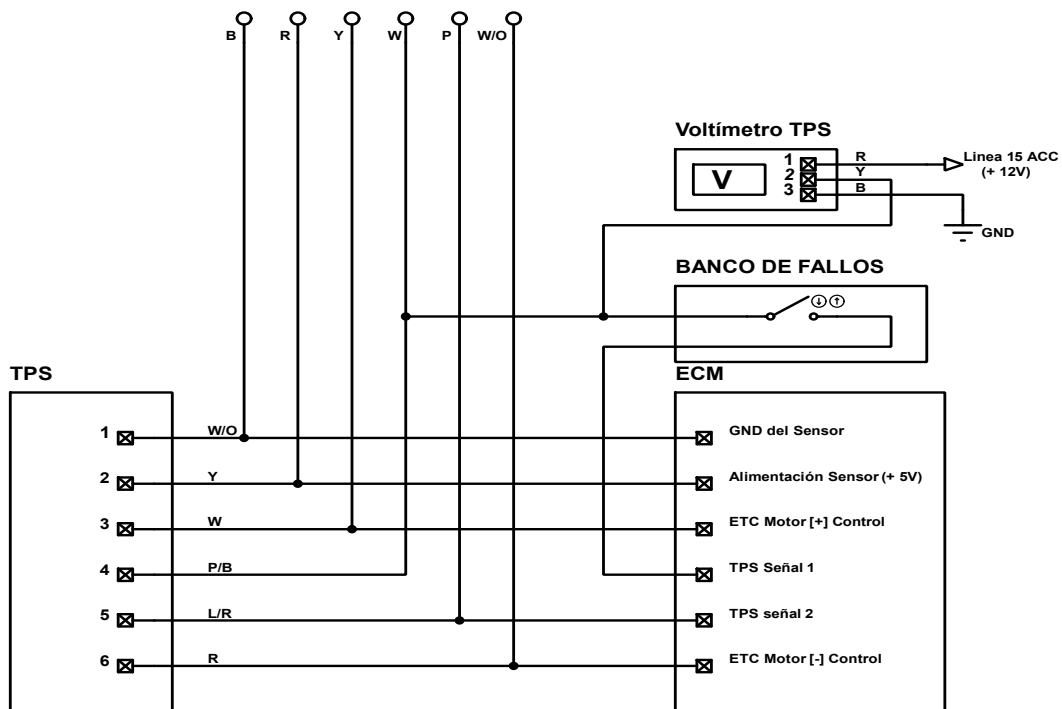 B R Y W P W/O
Voltímetro TPS
V
1 R
2 Y
3 B
Linea 15 ACC
(+ 12V)
GND
BANCO DE FALLOS
TPS
1 W/O
2 Y
3 W
4 P/B
5 L/R
6 R
ECM
GND del Sensor
Alimentación Sensor (+ 5V)
ETC Motor [+] Control
TPS Señal 1
TPS señal 2
ETC Motor [-] Control